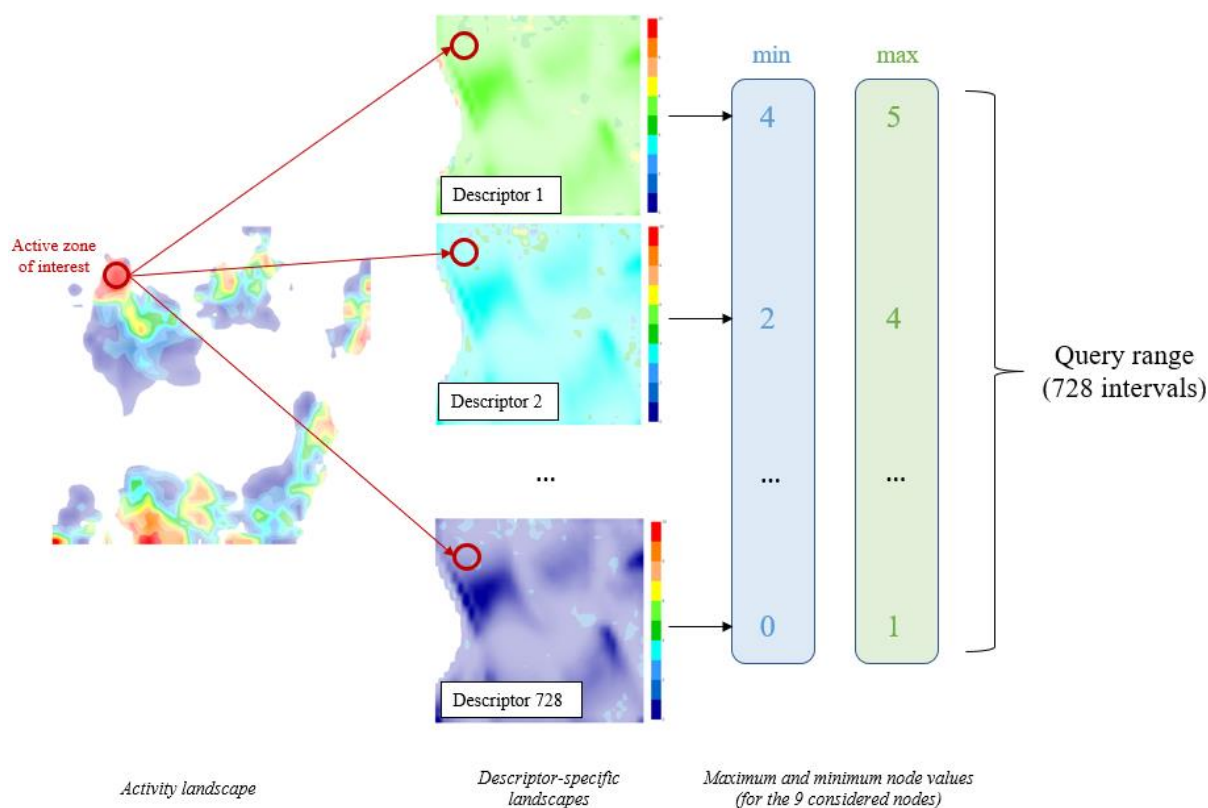 min
max
4
5
Descriptor 1
Active zone
of interest
2
4
Descriptor 2
Query range
(728 intervals)
...
...
...
0
1
Descriptor 728
Activity landscape
Descriptor-specific
landscapes
Maximum and minimum node values
(for the 9 considered nodes)